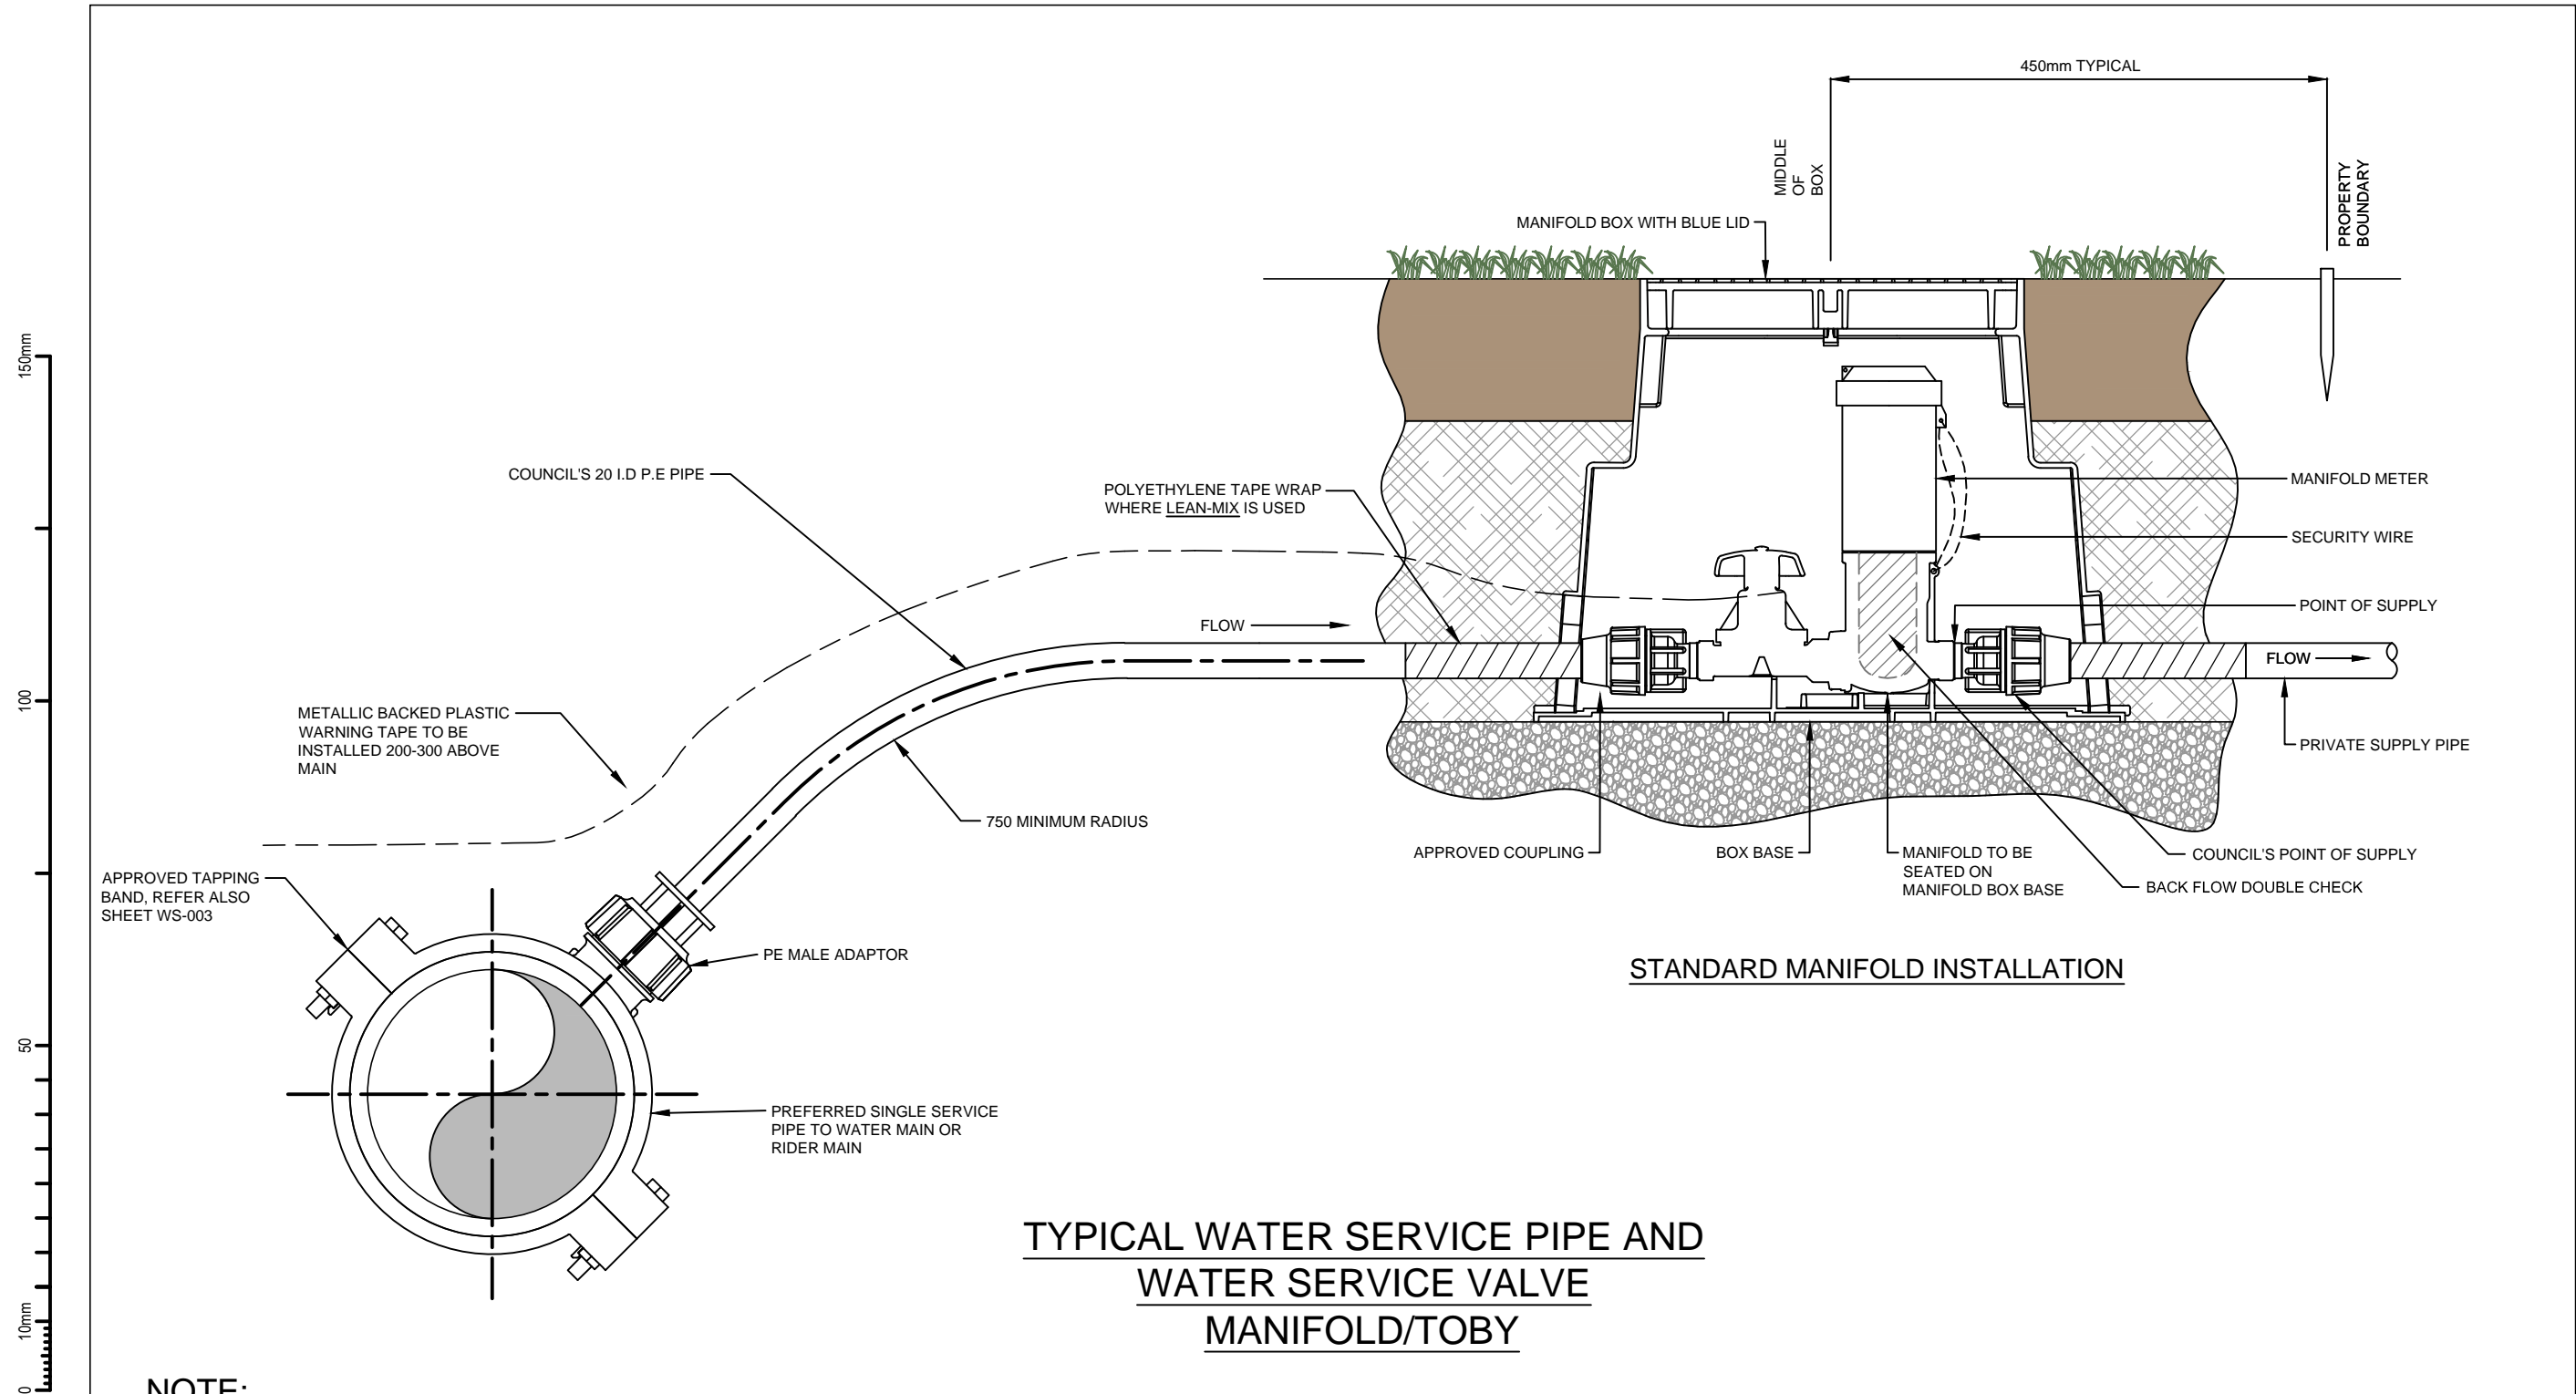 450mm TYPICAL
MIDDLE
OF
BOX
PROPERTY
BOUNDARY
MANIFOLD BOX WITH BLUE LID
150mm
COUNCIL'S 20 I.D P.E PIPE
POLYETHYLENE TAPE WRAP
WHERE LEAN-MIX IS USED
MANIFOLD METER
SECURITY WIRE
POINT OF SUPPLY
FLOW
FLOW
100
METALLIC BACKED PLASTIC
WARNING TAPE TO BE
INSTALLED 200-300 ABOVE
MAIN
PRIVATE SUPPLY PIPE
750 MINIMUM RADIUS
APPROVED COUPLING
BOX BASE
MANIFOLD TO BE
SEATED ON
MANIFOLD BOX BASE
COUNCIL'S POINT OF SUPPLY
BACK FLOW DOUBLE CHECK
APPROVED TAPPING
BAND, REFER ALSO
SHEET WS-003
PE MALE ADAPTOR
STANDARD MANIFOLD INSTALLATION
50
PREFERRED SINGLE SERVICE
PIPE TO WATER MAIN OR
RIDER MAIN
TYPICAL WATER SERVICE PIPE AND
WATER SERVICE VALVE
MANIFOLD/TOBY
10mm
0
NOTE: